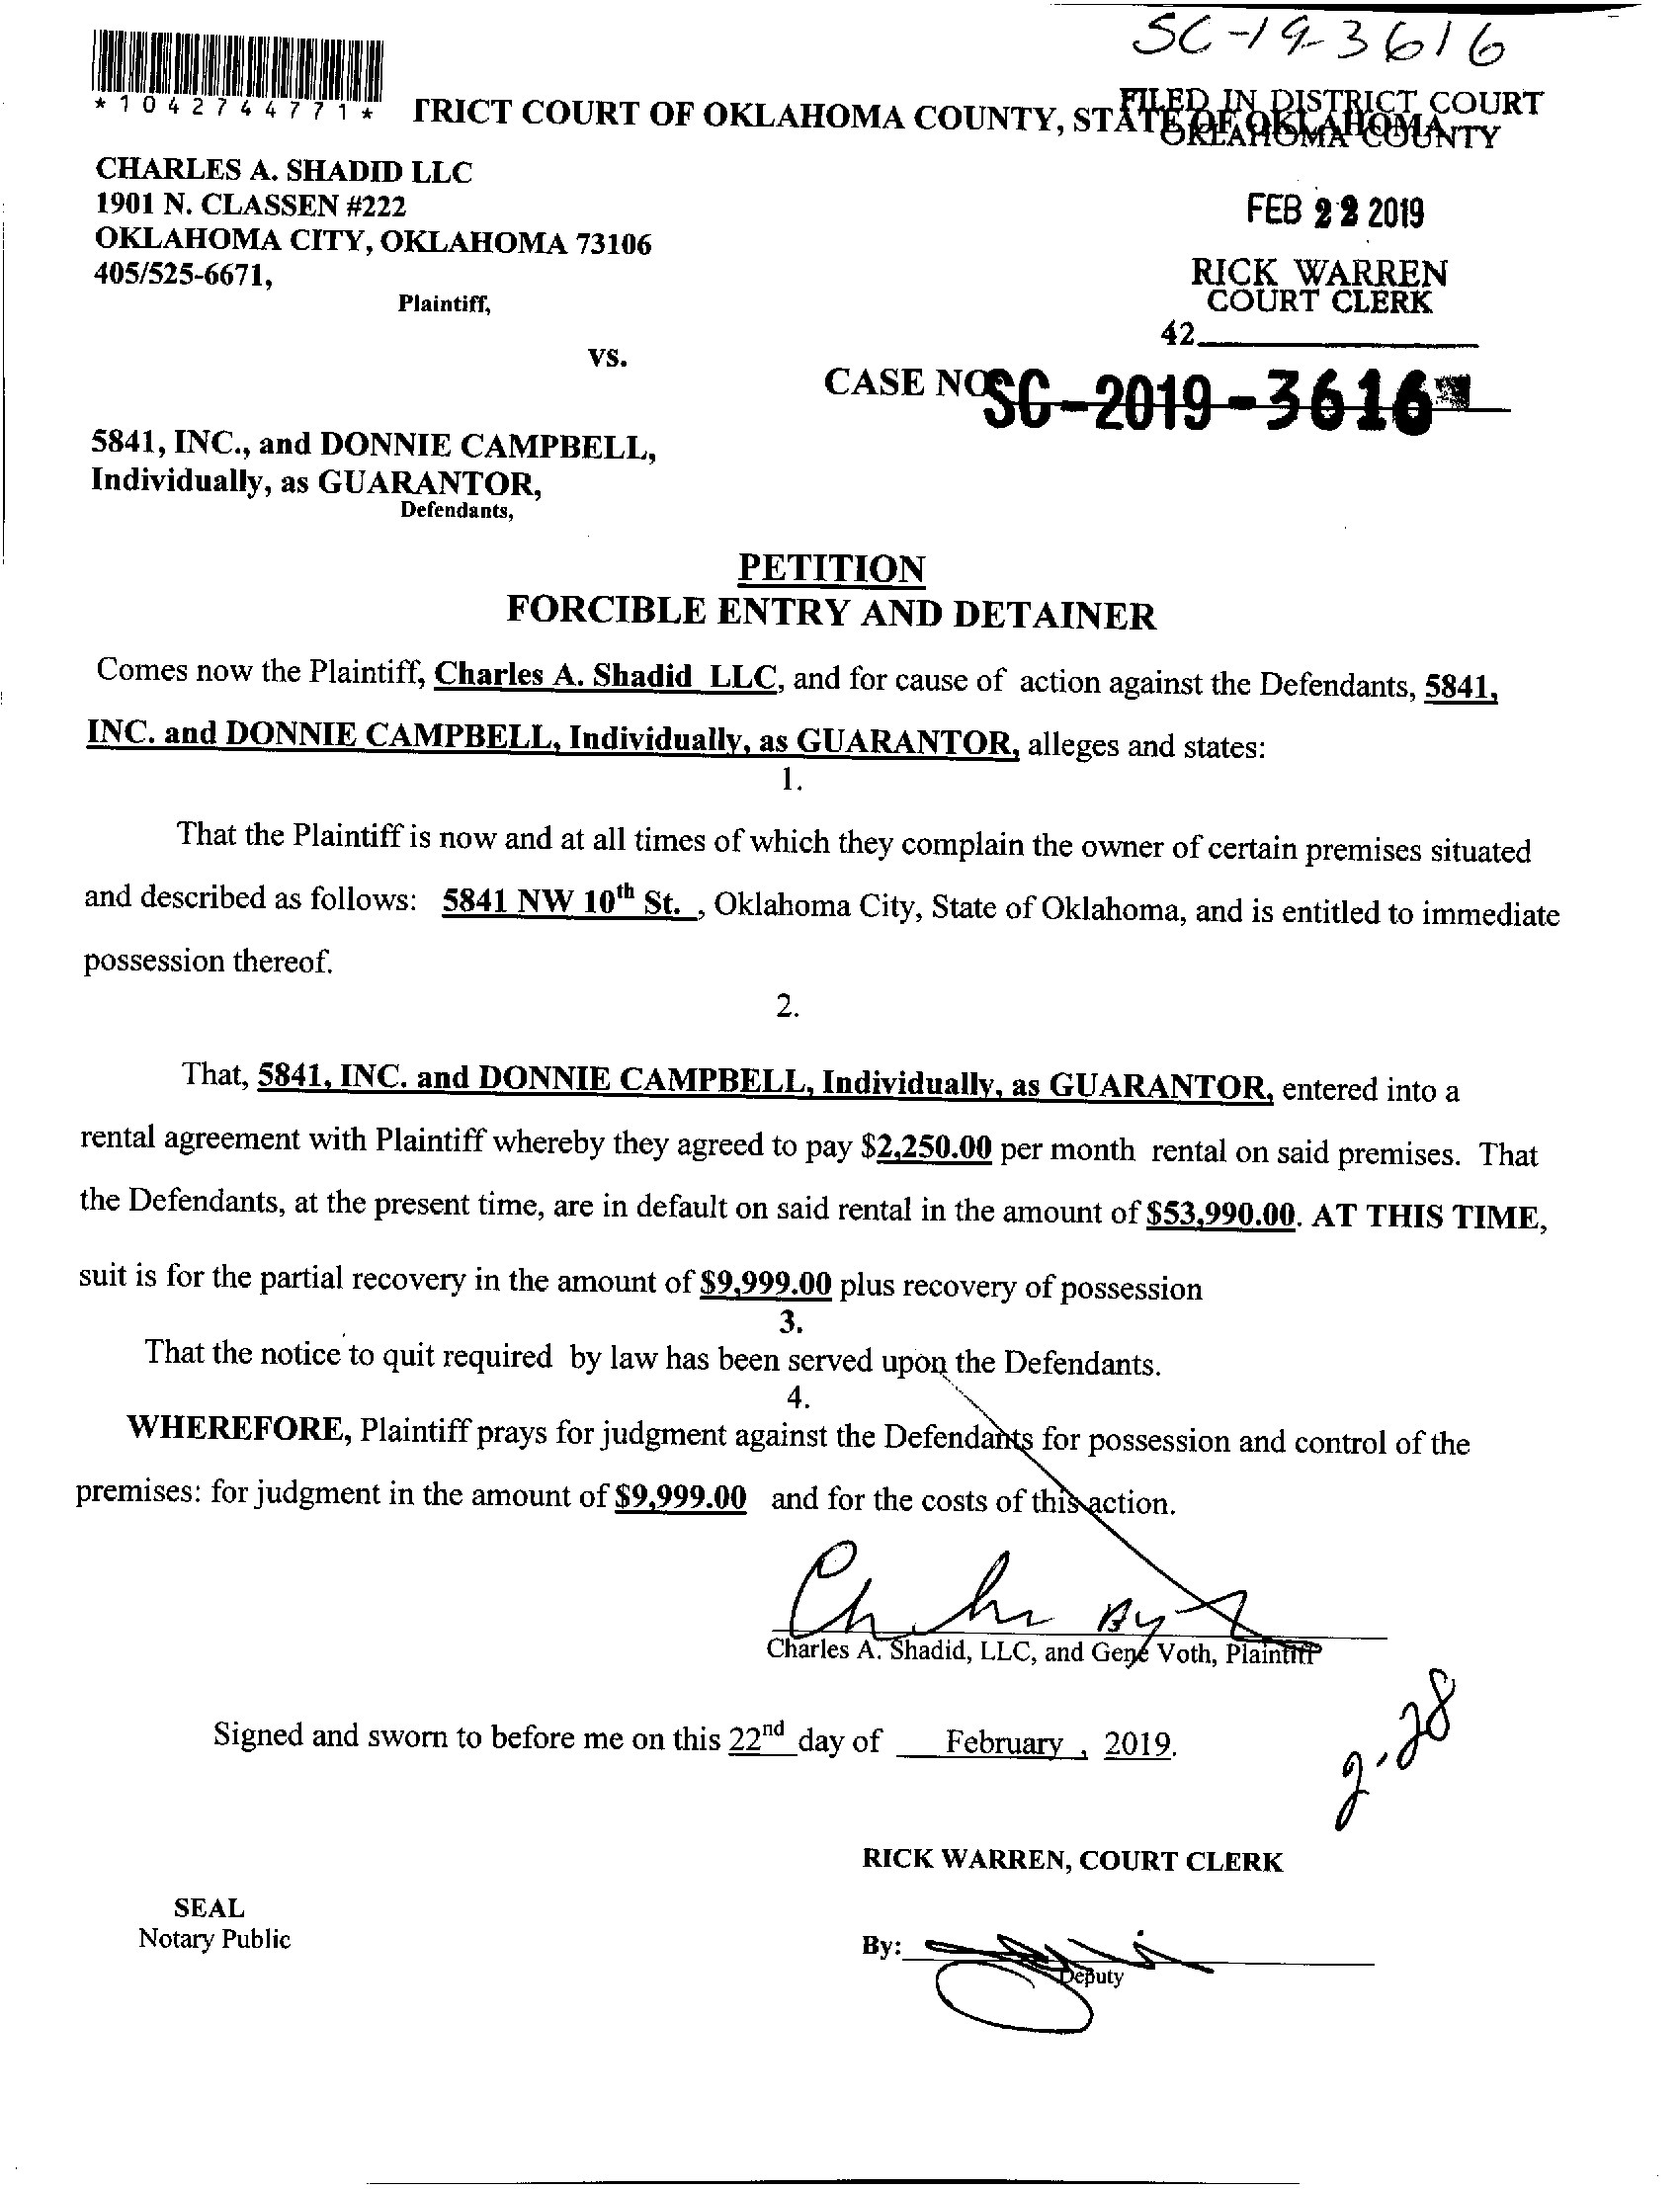 SC-19-3616
*1042744771*
TRICT COURT OF OKLAHOMA COUNTY, STATE OF OKLAHOMA
FILED IN DISTRICT COURT
OKLAHOMA COUNTY
CHARLES A. SHADID LLC
1901 N. CLASSEN #222
OKLAHOMA CITY, OKLAHOMA 73106
405/525-6671,
Plaintiff,
FEB 22 2019
RICK WARREN
COURT CLERK
42
vs.
CASE NO
SC-2019-3616
5841, INC., and DONNIE CAMPBELL,
Individually, as GUARANTOR,
Defendants,
PETITION
FORCIBLE ENTRY AND DETAINER
Comes now the Plaintiff, Charles A. Shadid LLC, and for cause of action against the Defendants, 5841,
INC. and DONNIE CAMPBELL, Individually, as GUARANTOR, alleges and states:
1.
That the Plaintiff is now and at all times of which they complain the owner of certain premises situated
and described as follows: 5841 NW 10th St. , Oklahoma City, State of Oklahoma, and is entitled to immediate
possession thereof.
2.
That, 5841, INC. and DONNIE CAMPBELL, Individually, as GUARANTOR, entered into a
rental agreement with Plaintiff whereby they agreed to pay $2,250.00 per month rental on said premises. That
the Defendants, at the present time, are in default on said rental in the amount of $53,990.00. AT THIS TIME,
suit is for the partial recovery in the amount of $9,999.00 plus recovery of possession
3.
That the notice to quit required by law has been served upon the Defendants.
4.
WHEREFORE, Plaintiff prays for judgment against the Defendants for possession and control of the
premises: for judgment in the amount of $9,999.00 and for the costs of this action.
By
Charles A. Shadid, LLC, and Gene Voth, Plaintiff
Signed and sworn to before me on this 22nd day of February , 2019.
2.28
RICK WARREN, COURT CLERK
SEAL
Notary Public
By:
Deputy